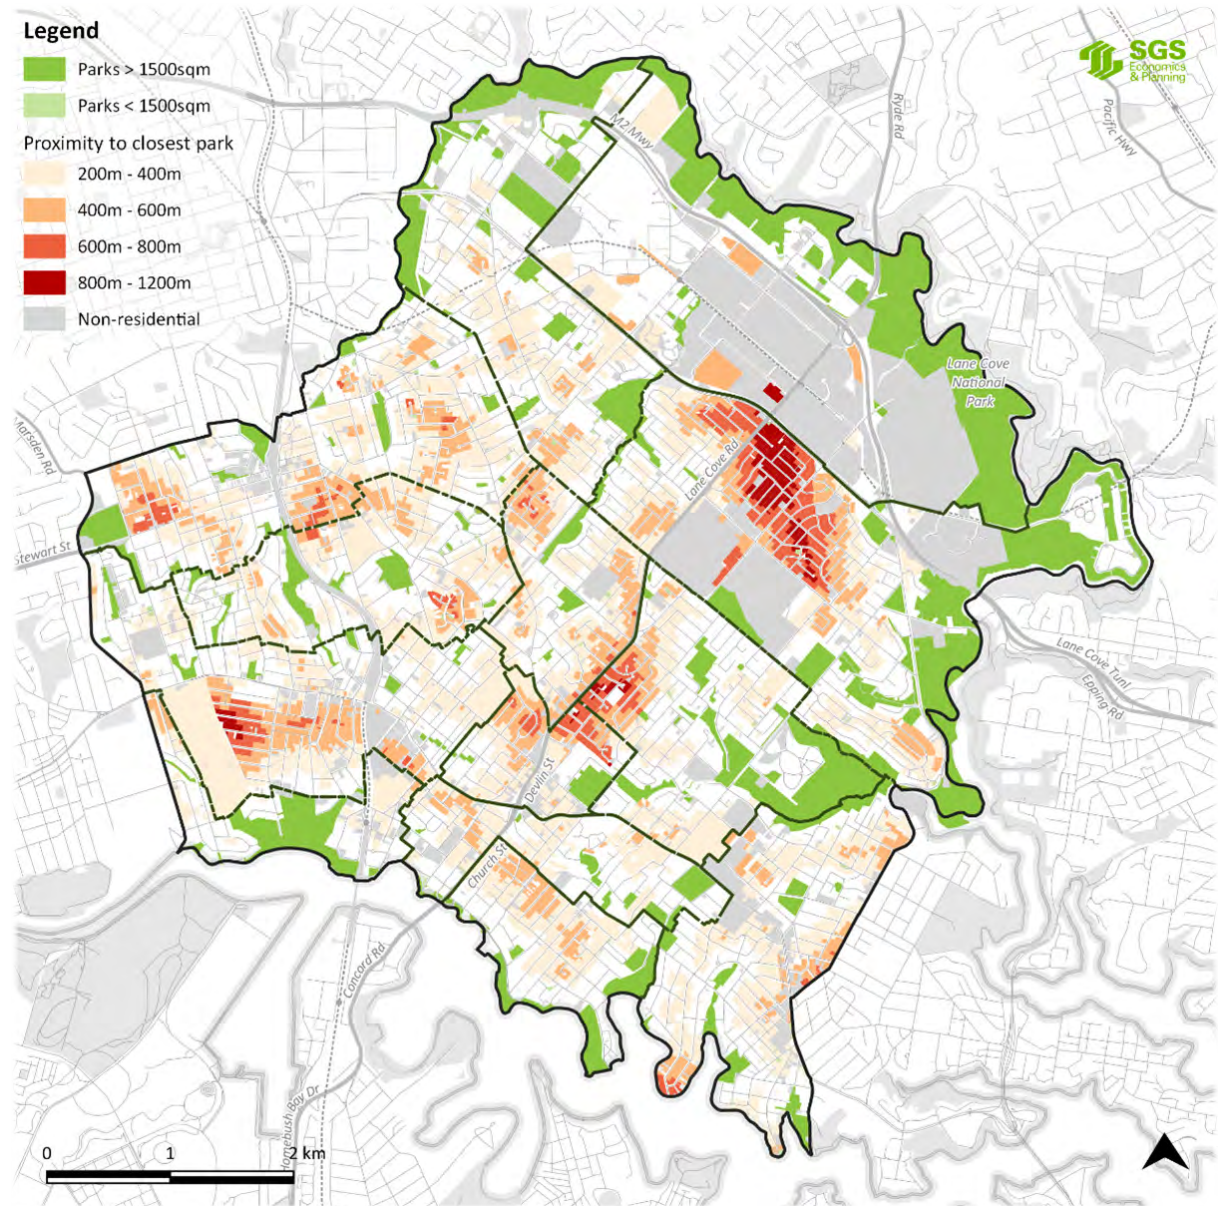 Legend
Parks > 1500sqm
Parks < 1500sqm
Proximity to closest park
200m - 400m
400m - 600m
600m - 800m
800m - 1200m
Non-residential
SGS
Economics
& Planning
M2 Mwy
Ryde Rd
Pacific Hwy
Lane Cove
National
Park
Marsden Rd
Lane Cove Rd
Stewart St
Lane Cove Tunl
Epping Rd
Devlin St
Church St
Concord Rd
Homebush Bay Dr
0 1 2 km